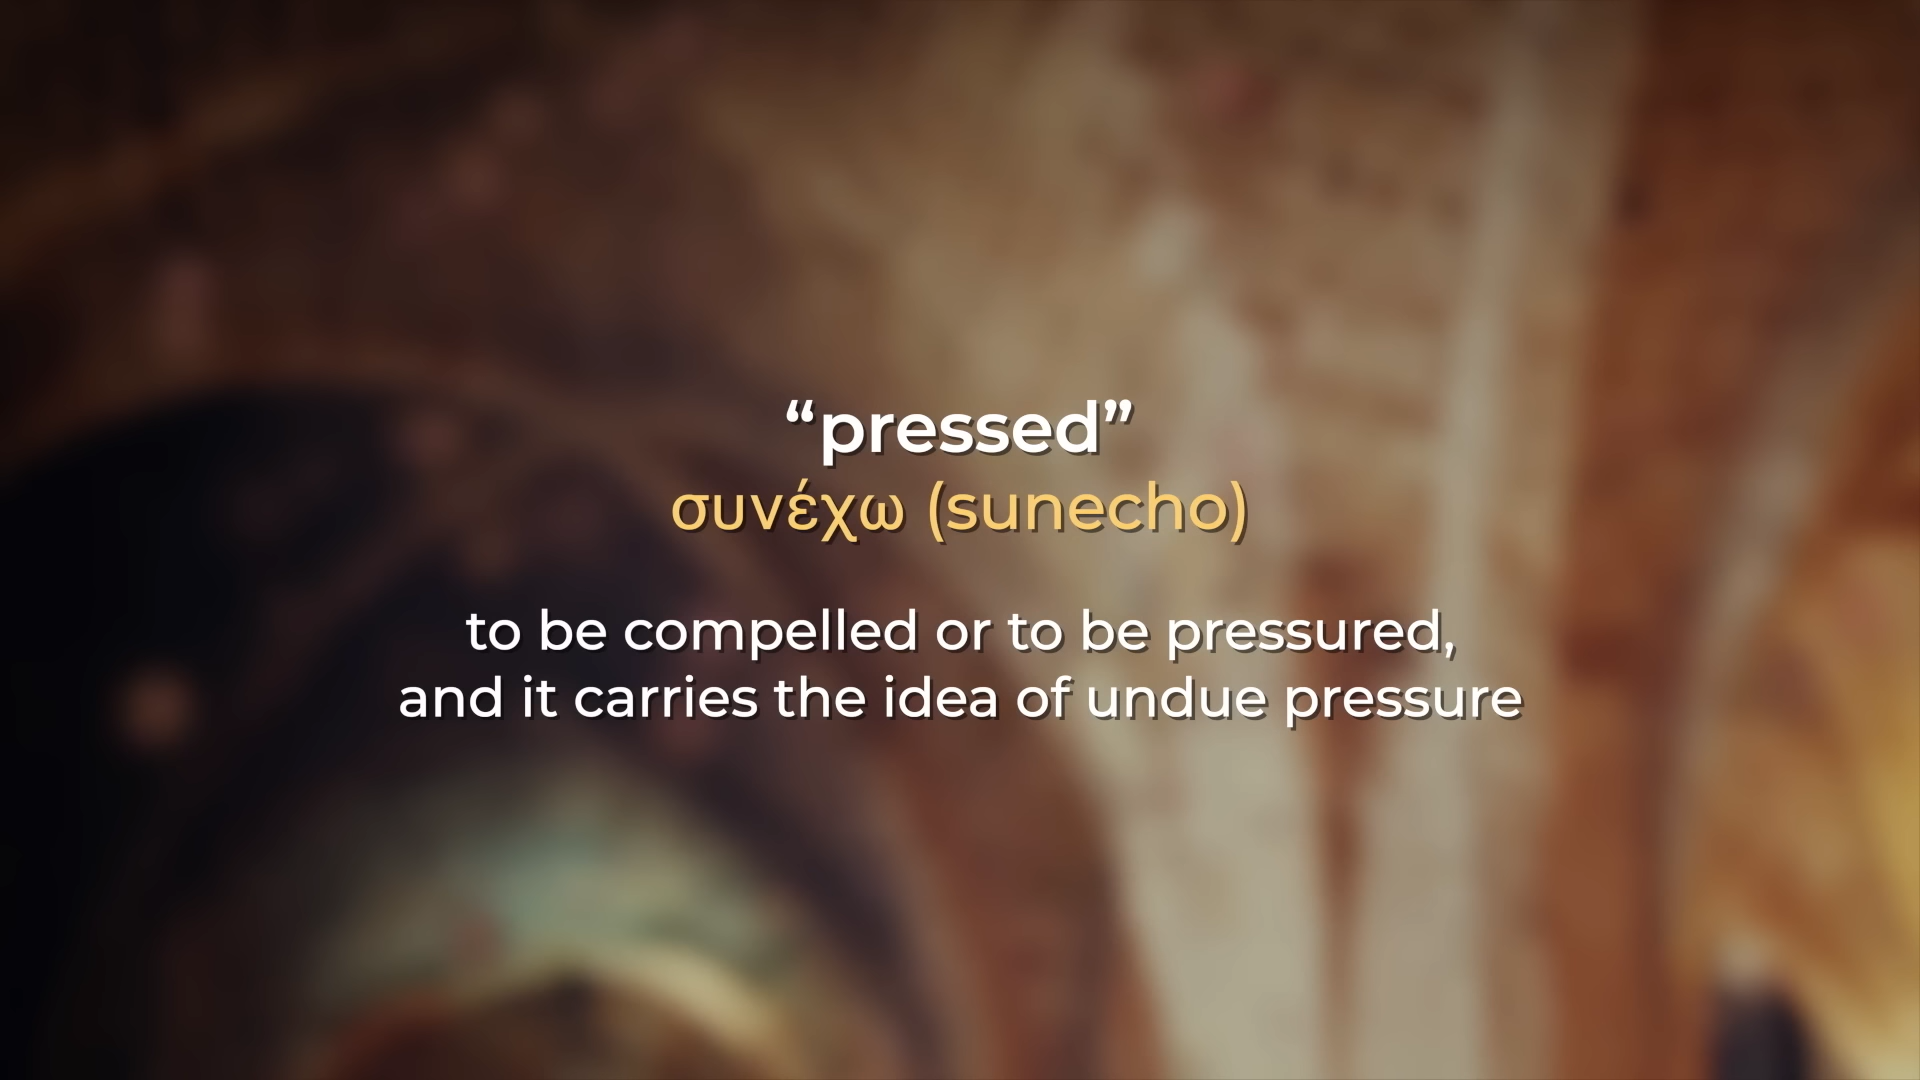 “pressed”
συνέχω (sunecho)
to be compelled or to be pressured,
and it carries the idea of undue pressure